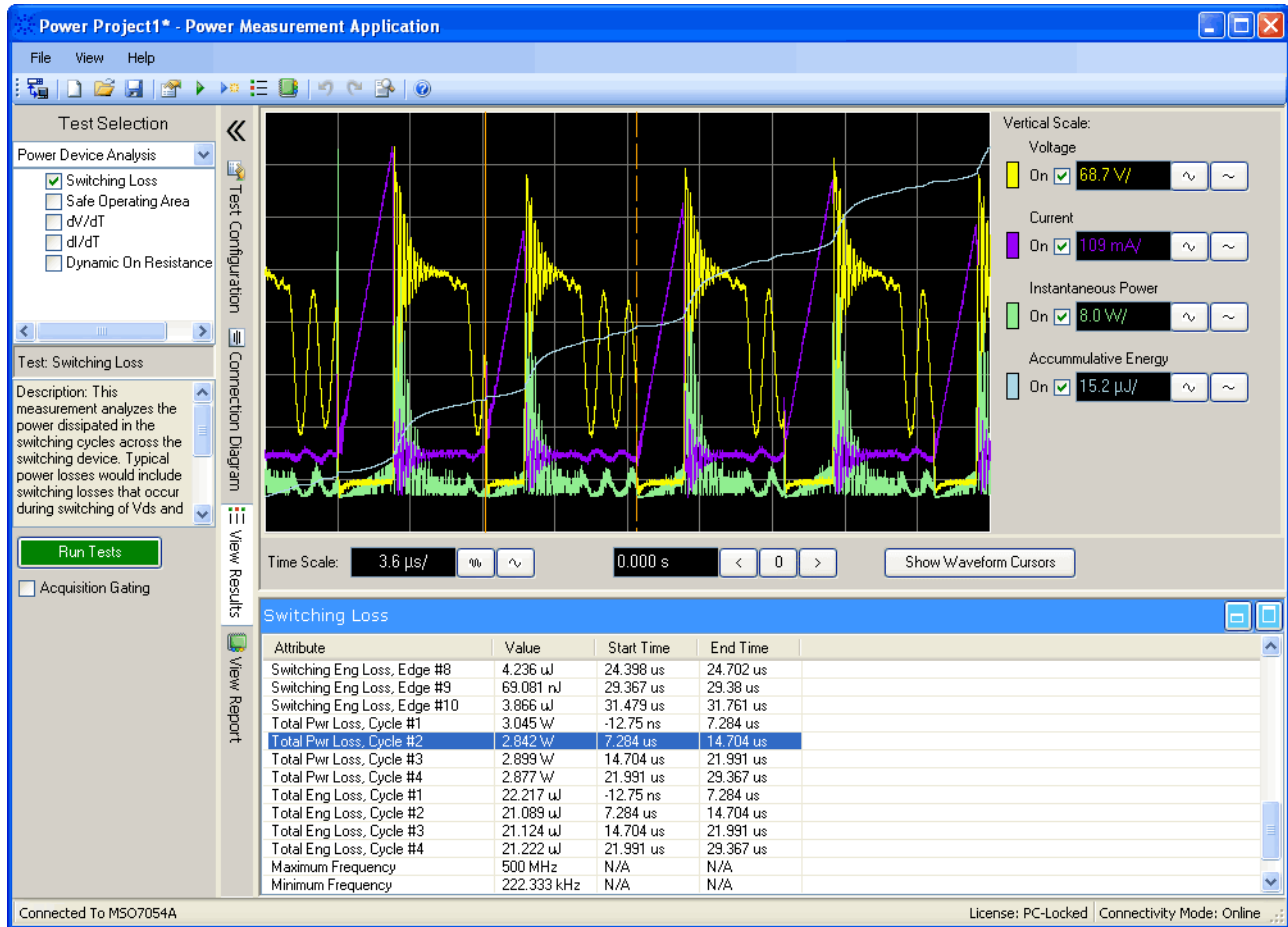 Power Project1* - Power Measurement Application
File View Help
Test Selection
Power Device Analysis
Switching Loss
Safe Operating Area
dV/dT
dI/dT
Dynamic On Resistance
Test: Switching Loss
Description: This
measurement analyzes the
power dissipated in the
switching cycles across the
switching device. Typical
power losses would include
switching losses that occur
during switching of Vds and
Run Tests
Acquisition Gating
Test Configuration
Connection Diagram
View Results
View Report
Vertical Scale:
Voltage
On 68.7 V/
Current
On 109 mA/
Instantaneous Power
On 8.0 W/
Accummulative Energy
On 15.2 µJ/
Time Scale: 3.6 µs/ 0.000 s < 0 > Show Waveform Cursors
Switching Loss
Attribute Value Start Time End Time
Switching Eng Loss, Edge #8 4.236 uJ 24.398 us 24.702 us
Switching Eng Loss, Edge #9 69.081 nJ 29.367 us 29.38 us
Switching Eng Loss, Edge #10 3.866 uJ 31.479 us 31.761 us
Total Pwr Loss, Cycle #1 3.045 W -12.75 ns 7.284 us
Total Pwr Loss, Cycle #2 2.842 W 7.284 us 14.704 us
Total Pwr Loss, Cycle #3 2.899 W 14.704 us 21.991 us
Total Pwr Loss, Cycle #4 2.877 W 21.991 us 29.367 us
Total Eng Loss, Cycle #1 22.217 uJ -12.75 ns 7.284 us
Total Eng Loss, Cycle #2 21.089 uJ 7.284 us 14.704 us
Total Eng Loss, Cycle #3 21.124 uJ 14.704 us 21.991 us
Total Eng Loss, Cycle #4 21.222 uJ 21.991 us 29.367 us
Maximum Frequency 500 MHz N/A N/A
Minimum Frequency 222.333 kHz N/A N/A
Connected To MSO7054A License: PC-Locked Connectivity Mode: Online